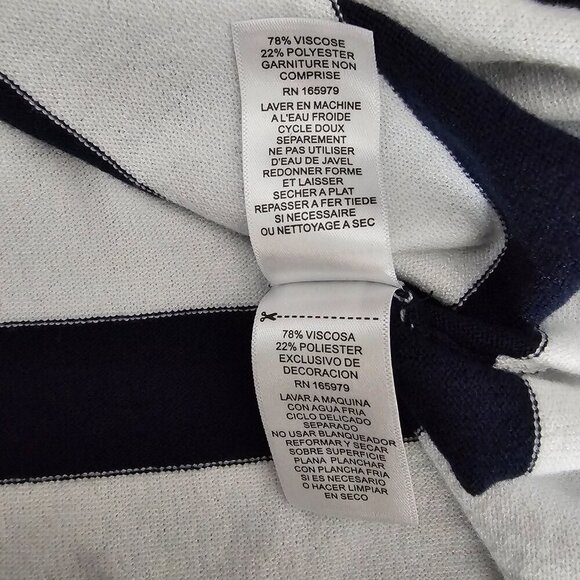 78% VISCOSE
22% POLYESTER
GARNITURE NON
COMPRISE
RN 165979
LAVER EN MACHINE
A L'EAU FROIDE
CYCLE DOUX
SEPAREMENT
NE PAS UTILISER
D'EAU DE JAVEL
REDONNER FORME
ET LAISSER
SECHER A PLAT
REPASSER A FER TIEDE
SI NECESSAIRE
OU NETTOYAGE A SEC
78% VISCOSA
22% POLIESTER
EXCLUSIVO DE
DECORACION
RN 165979
LAVAR A MAQUINA
CON AGUA FRIA
CICLO DELICADO
SEPARADO
NO USAR BLANQUEADOR
REFORMAR Y SECAR
SOBRE SUPERFICIE
PLANA PLANCHAR
CON PLANCHA FRIA
SI ES NECESARIO
O HACER LIMPIAR
EN SECO